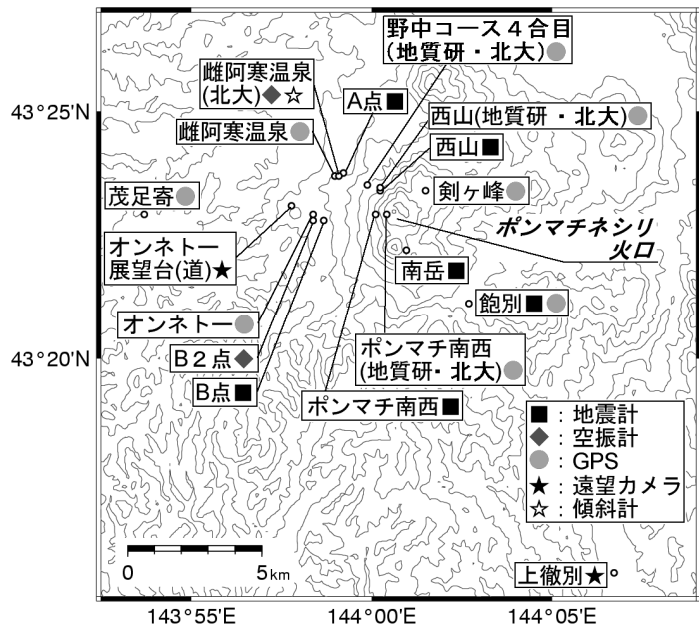 野中コース４合目
(地質研・北大)
雌阿寒温泉
(北大)
A点
43°25'N
西山(地質研・北大)
雌阿寒温泉
西山
茂足寄
剣ヶ峰
ポンマチネシリ
火口
オンネトー
展望台(道)
南岳
飽別
オンネトー
B２点
43°20'N
ポンマチ南西
(地質研・北大)
B点
ポンマチ南西
: 地震計
: 空振計
: GPS
: 遠望カメラ
: 傾斜計
0 5km
上徹別
143°55'E 144°00'E 144°05'E